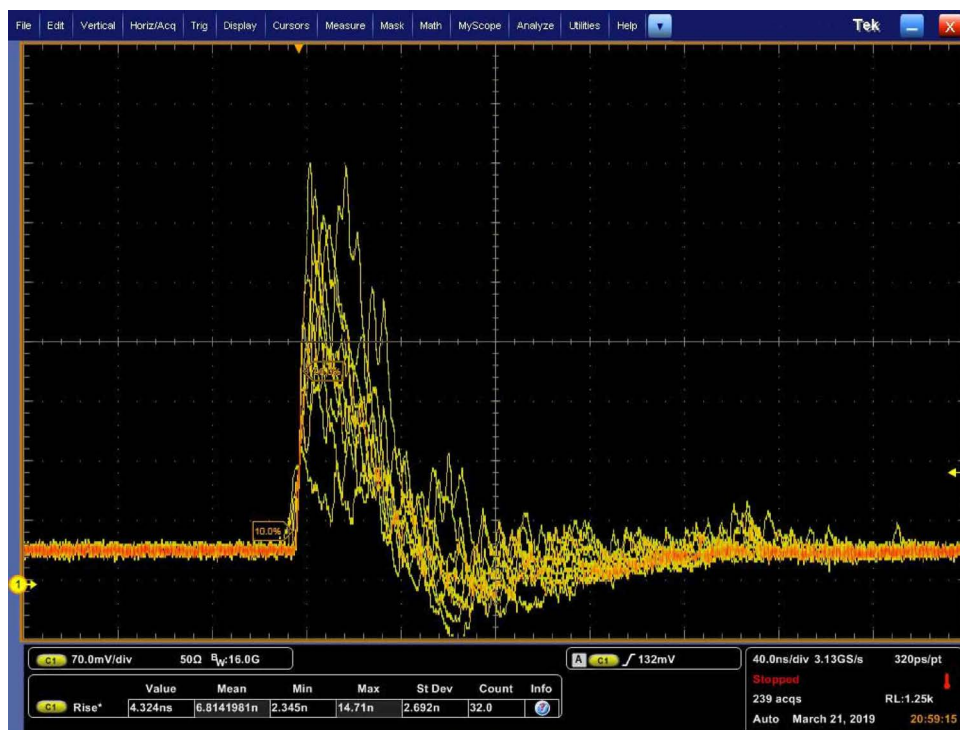 File Edit Vertical Horiz/Acq Trig Display Cursors Measure Mask Math MyScope Analyze Utilities Help Tek X
10.0%
1
C1 70.0mV/div 50Ω BW:16.0G
A C1 132mV
40.0ns/div 3.13GS/s 320ps/pt
Stopped
239 acqs RL:1.25k
Auto March 21, 2019 20:59:15
Value Mean Min Max St Dev Count Info
C1 Rise* 4.324ns 6.8141981n 2.345n 14.71n 2.692n 32.0